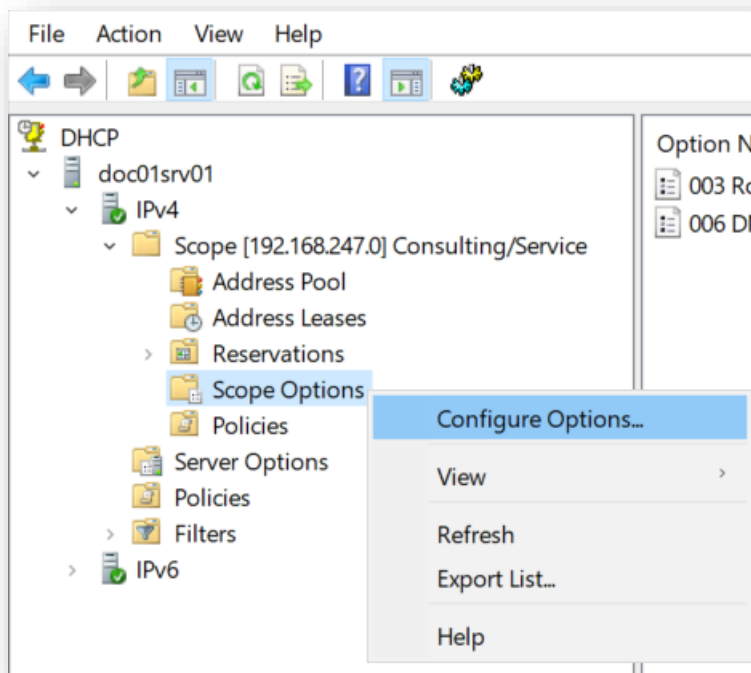 File Action View Help
DHCP
doc01srv01
IPv4
Scope [192.168.247.0] Consulting/Service
Address Pool
Address Leases
Reservations
Scope Options
Policies
Server Options
Policies
Filters
IPv6
Option N
003 Ro
006
Configure Options...
View
Refresh
Export List...
Help